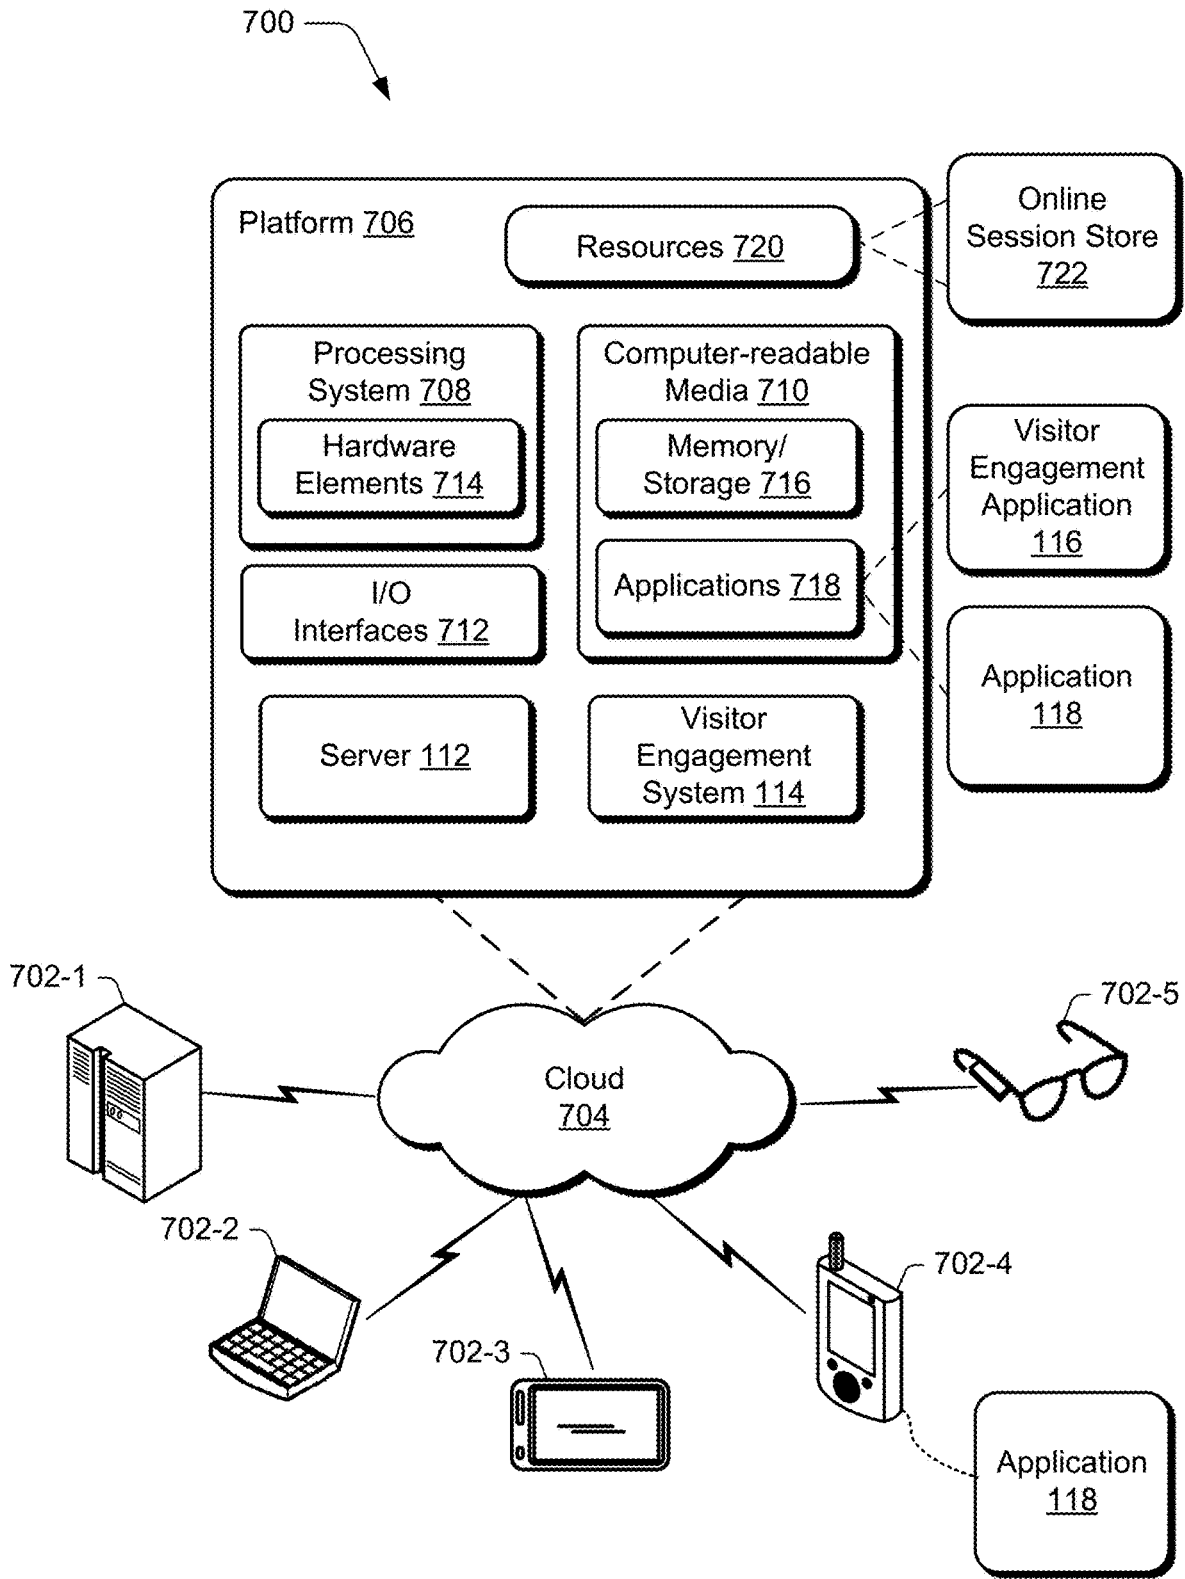 700
Platform 706
Resources 720
Online
Session Store
722
Processing
System 708
Hardware
Elements 714
Computer-readable
Media 710
Memory/
Storage 716
Applications 718
Visitor
Engagement
Application
116
I/O
Interfaces 712
Application
118
Server 112
Visitor
Engagement
System 114
702-1
Cloud
704
702-5
702-2
702-3
702-4
Application
118